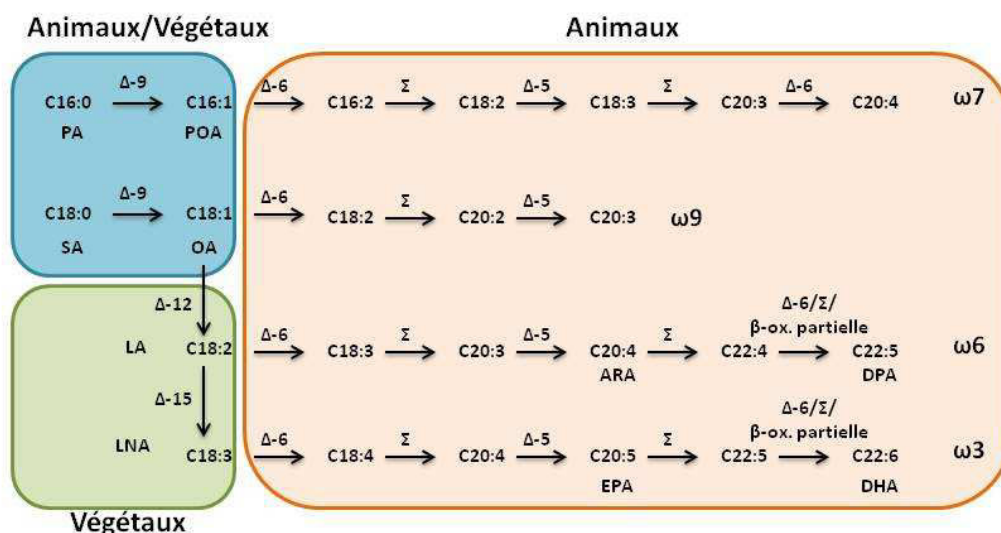 Animaux/Végétaux
Animaux
Δ-9 Δ-6 Σ Δ-5 Σ Δ-6
C16:0 C16:1 C16:2 C18:2 C18:3 C20:3 C20:4 ω7
PA POA
Δ-9 Δ-6 Σ Δ-5
C18:0 C18:1 C18:2 C20:2 C20:3 ω9
SA OA
Δ-12
Δ-6/Σ/
Δ-6 Σ Δ-5 Σ β-ox. partielle
LA C18:2 C18:3 C20:3 C20:4 C22:4 C22:5 ω6
ARA DPA
Δ-15
Δ-6/Σ/
Δ-6 Σ Δ-5 Σ β-ox. partielle
LNA C18:3 C18:4 C20:4 C20:5 C22:5 C22:6 ω3
EPA DHA
Végétaux